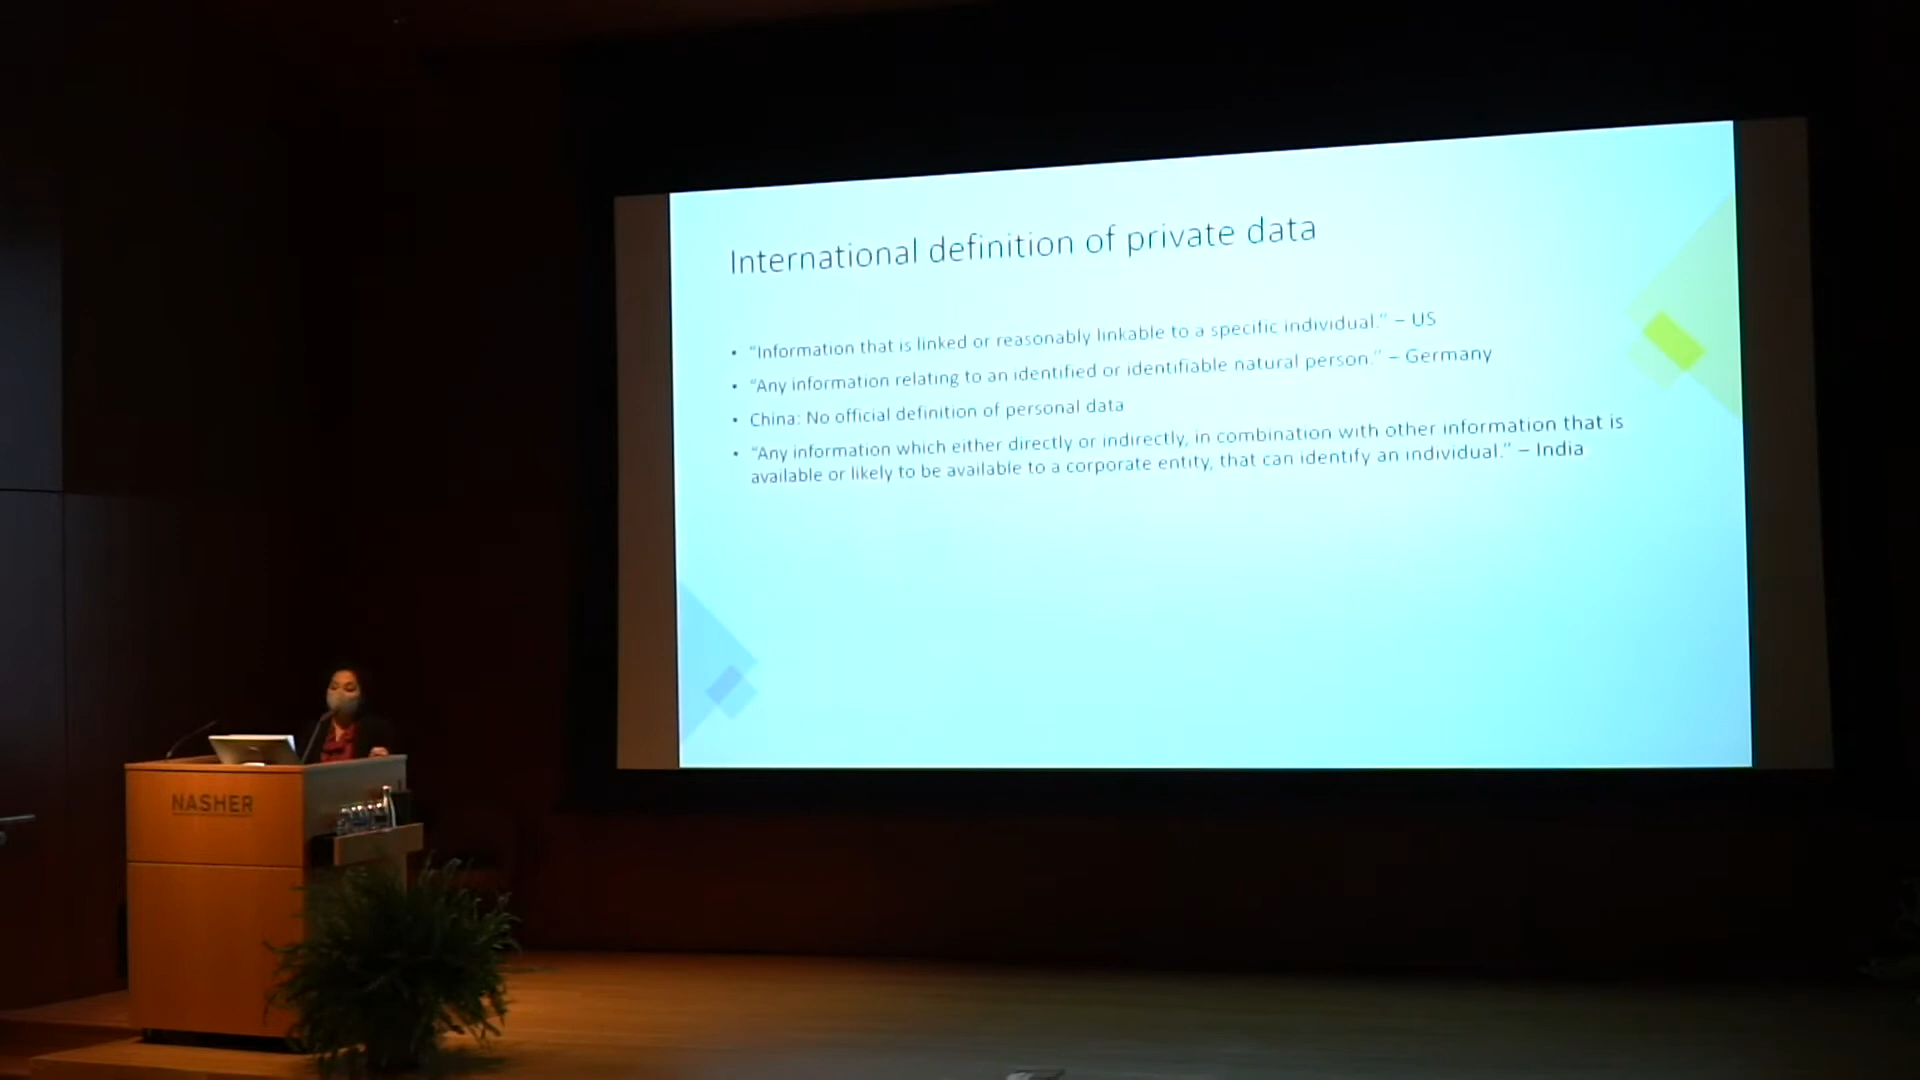 International definition of private data
• “Information that is linked or reasonably linkable to a specific individual.” – US
• “Any information relating to an identified or identifiable natural person.” – Germany
• China: No official definition of personal data
• “Any information which either directly or indirectly, in combination with other information that is
available or likely to be available to a corporate entity, that can identify an individual.” – India
NASHER